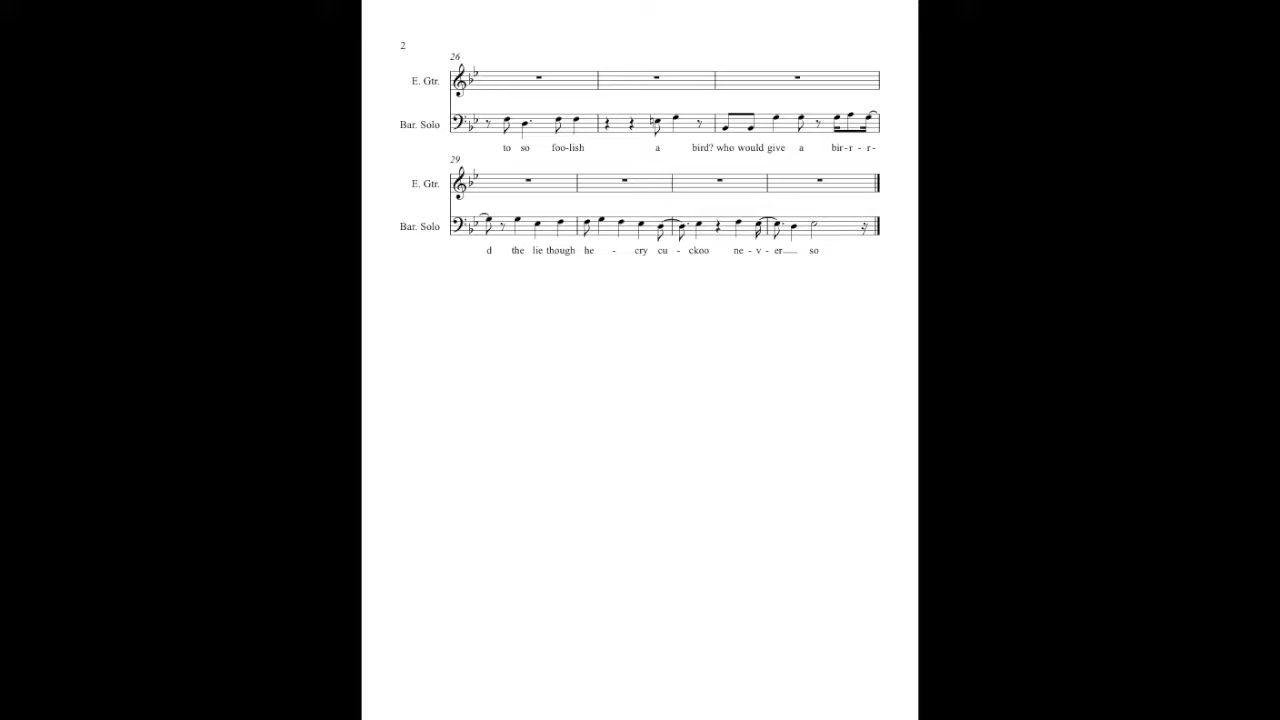 2
26
E. Gtr.
Bar. Solo
to so foo-lish a bird? who would give a bir-r-r-
29
E. Gtr.
Bar. Solo
d the lie though he - cry cu - ckoo ne-v-er__ so